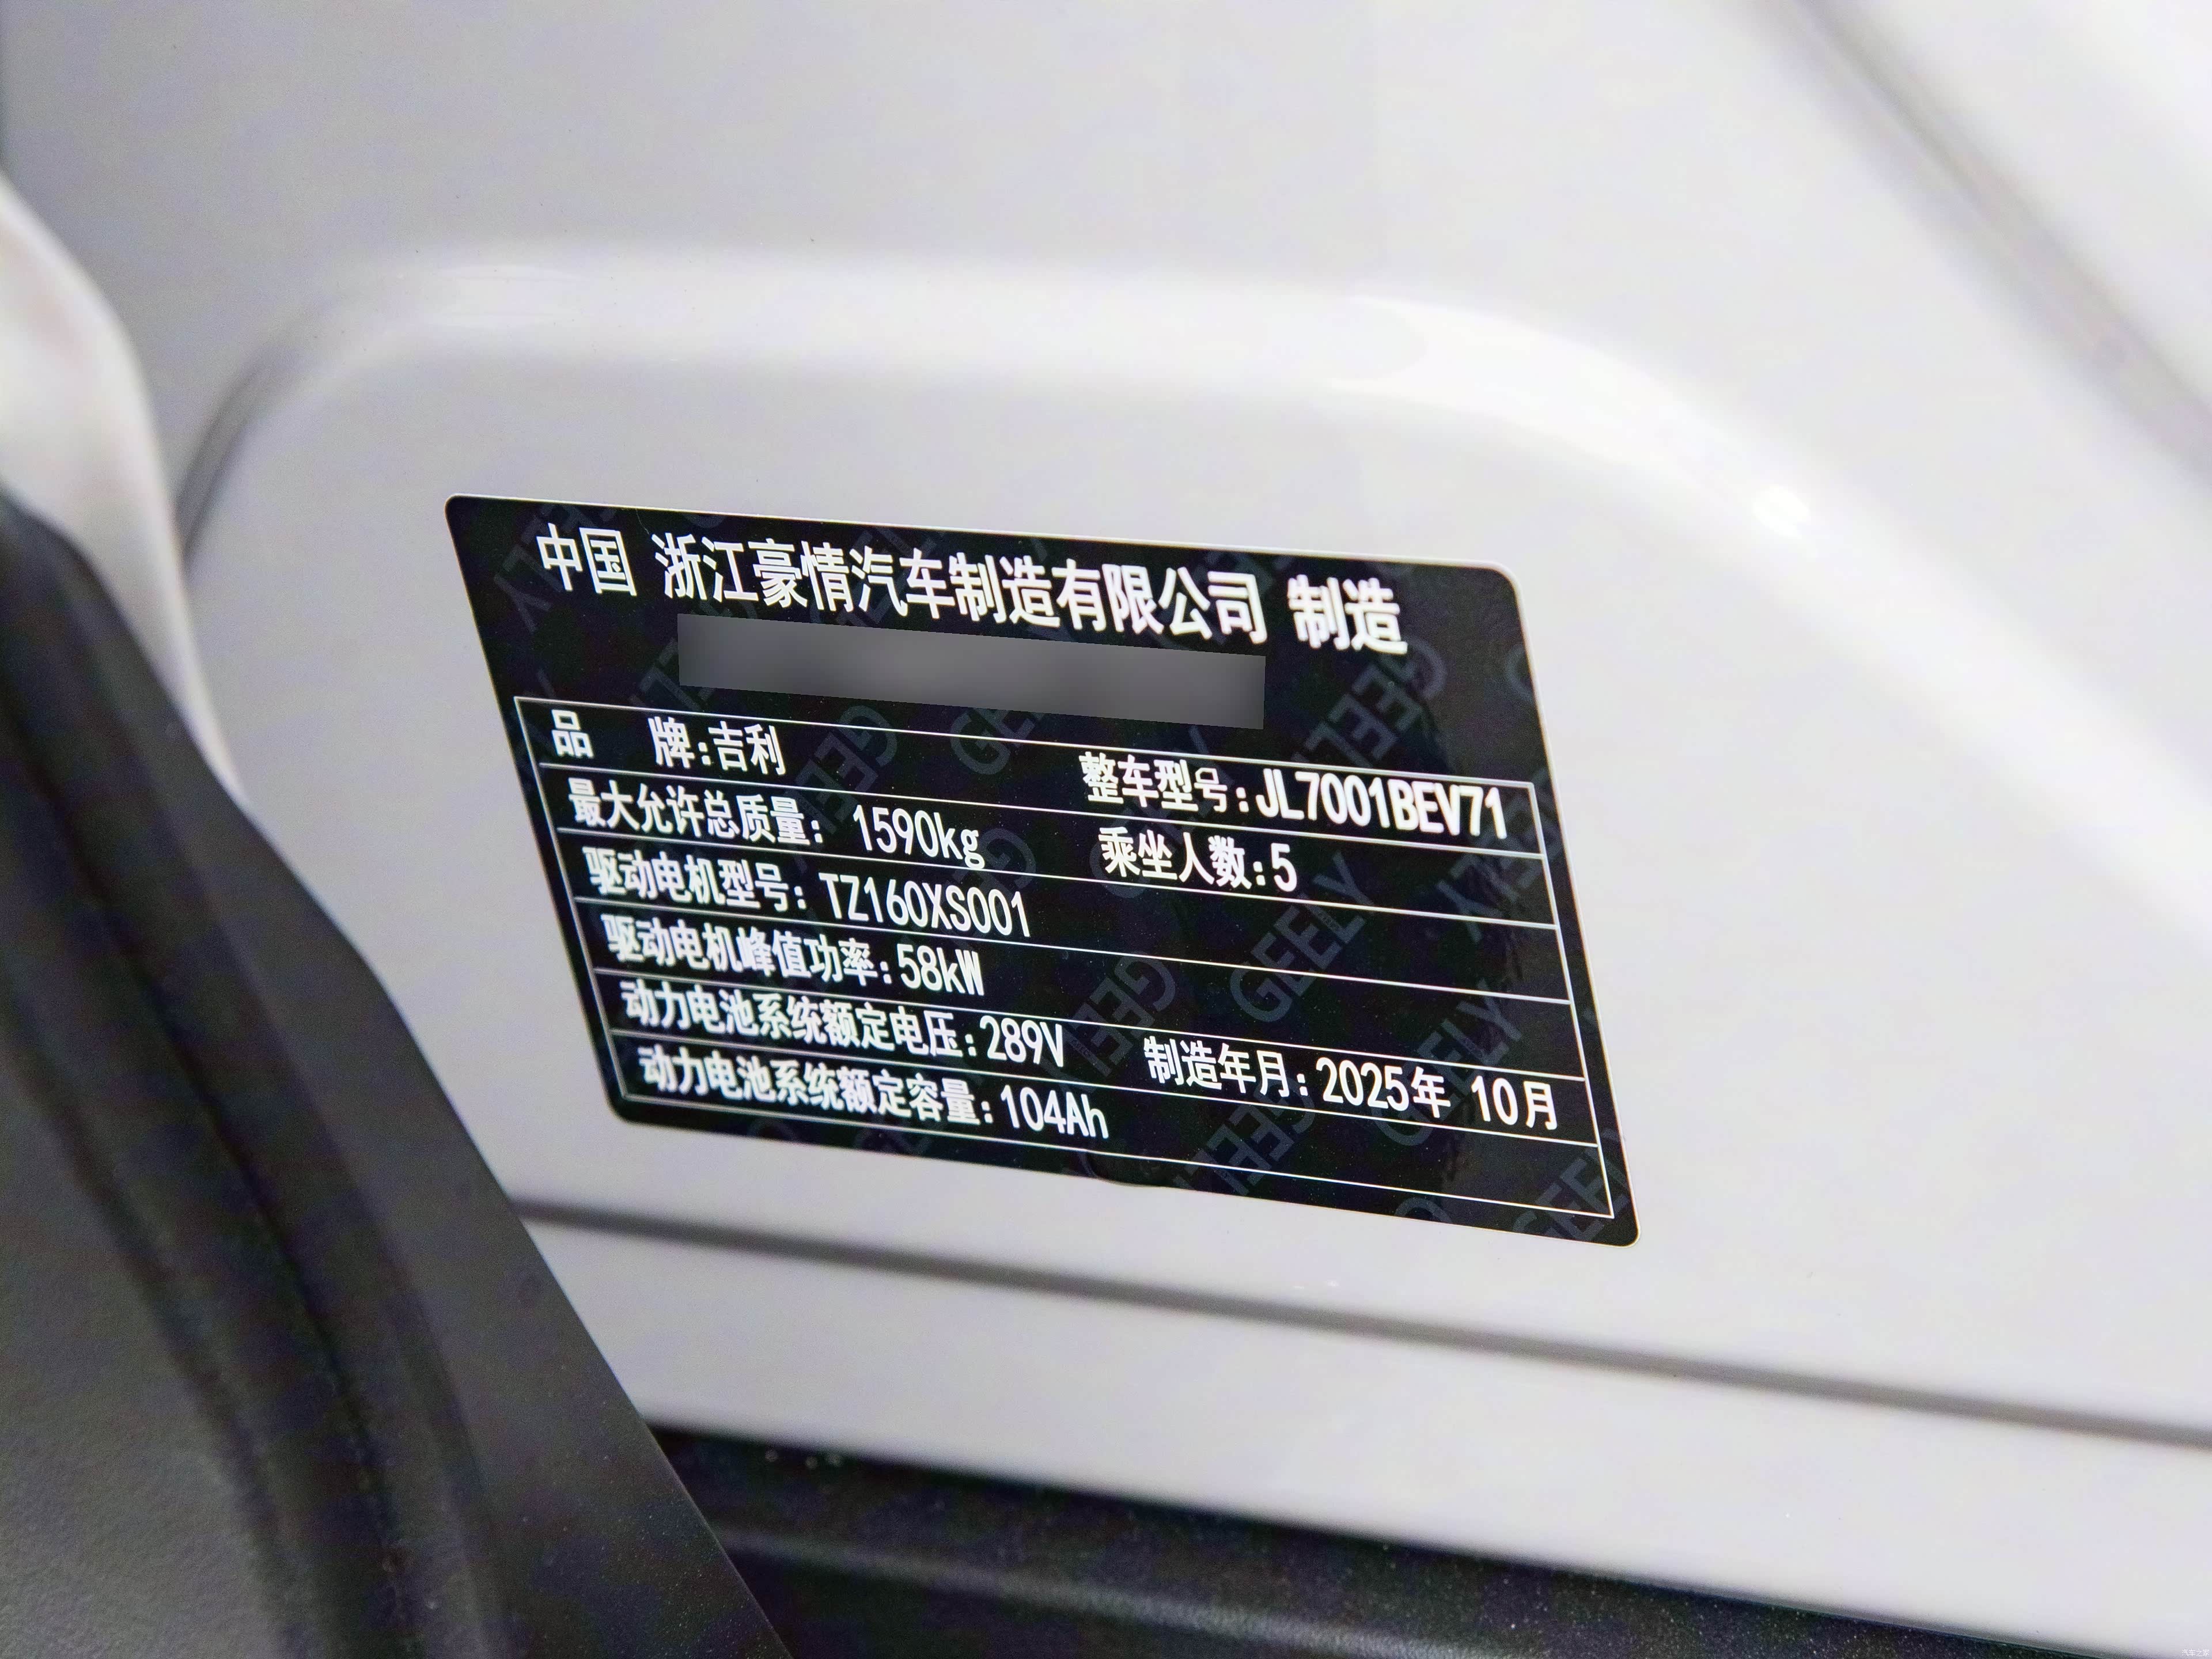 中国 浙江豪情汽车制造有限公司 制造
品 牌:吉利 整车型号:JL7001BEV71
最大允许总质量: 1590kg 乘坐人数:5
驱动电机型号: TZ160XS001
驱动电机峰值功率:58kW
动力电池系统额定电压:289V 制造年月:2025年 10月
动力电池系统额定容量:104Ah